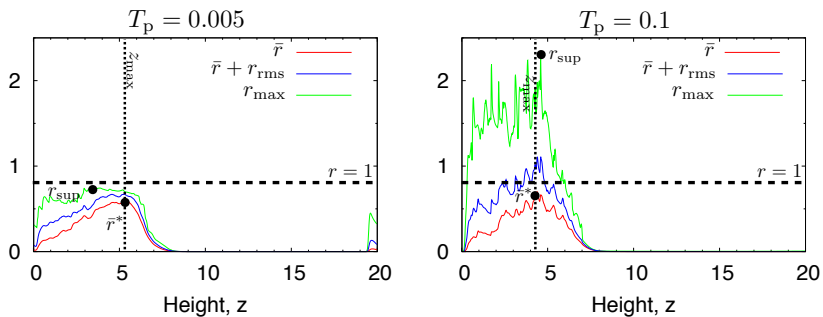 T_p = 0.005
2
1
0
0
5
10
15
20
Height, z
z_max
r̄
r̄ + r_rms
r_max
r = 1
r_sup
r̄*
T_p = 0.1
2
1
0
0
5
10
15
20
Height, z
z_max
r̄
r̄ + r_rms
r_max
r = 1
r_sup
r̄*